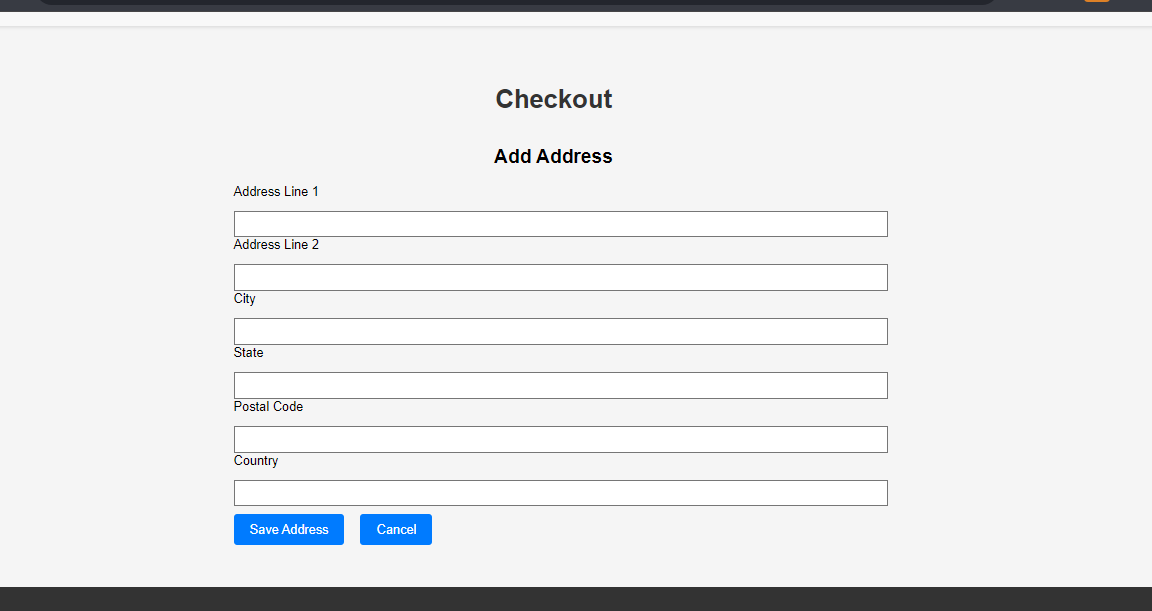 Checkout
Add Address
Address Line 1
Address Line 2
City
State
Postal Code
Country
Save Address
Cancel